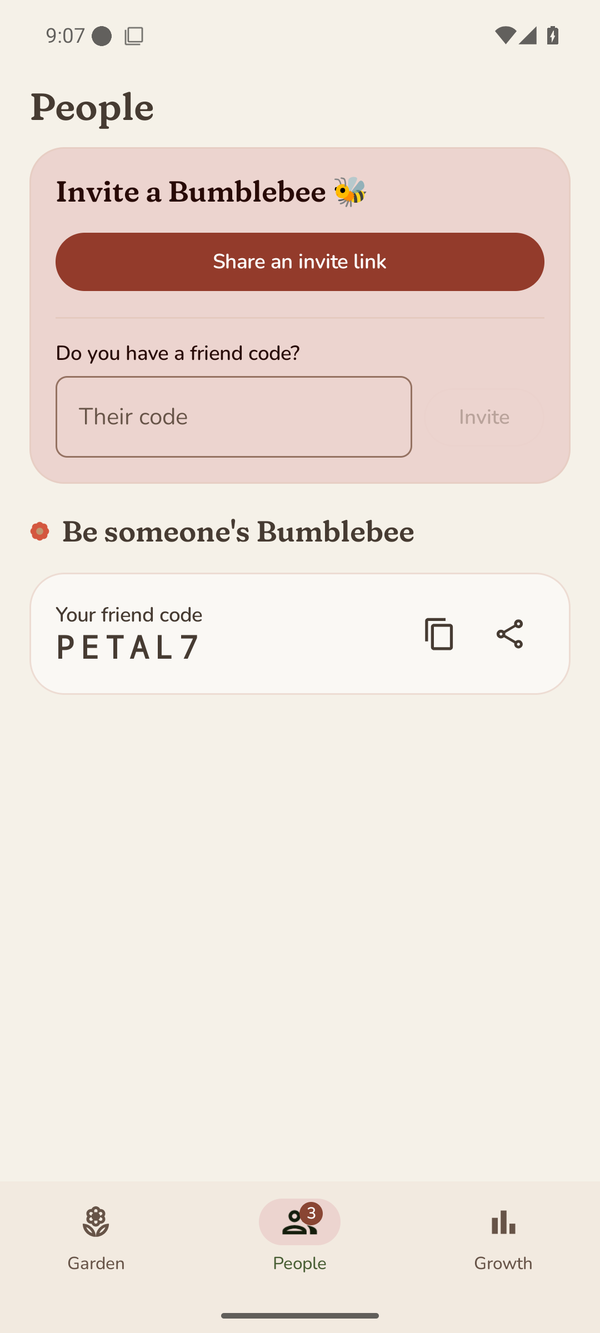 9:07
People
Invite a Bumblebee 🐝
Share an invite link
Do you have a friend code?
Their code
Invite
Be someone's Bumblebee
Your friend code
PETAL7
3
Garden
People
Growth